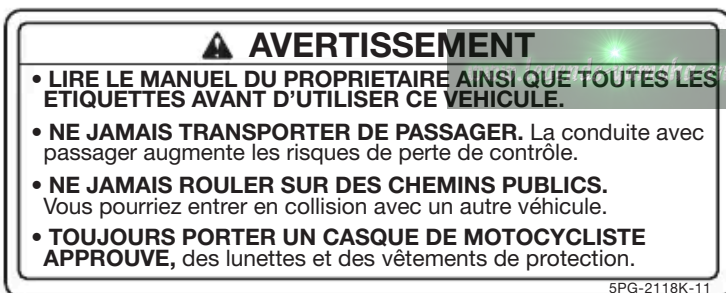 AVERTISSEMENT
• LIRE LE MANUEL DU PROPRIETAIRE AINSI QUE TOUTES LES
ETIQUETTES AVANT D'UTILISER CE VEHICULE.
• NE JAMAIS TRANSPORTER DE PASSAGER. La conduite avec
passager augmente les risques de perte de contrôle.
• NE JAMAIS ROULER SUR DES CHEMINS PUBLICS.
Vous pourriez entrer en collision avec un autre véhicule.
• TOUJOURS PORTER UN CASQUE DE MOTOCYCLISTE
APPROUVE, des lunettes et des vêtements de protection.
5PG-2118K-11